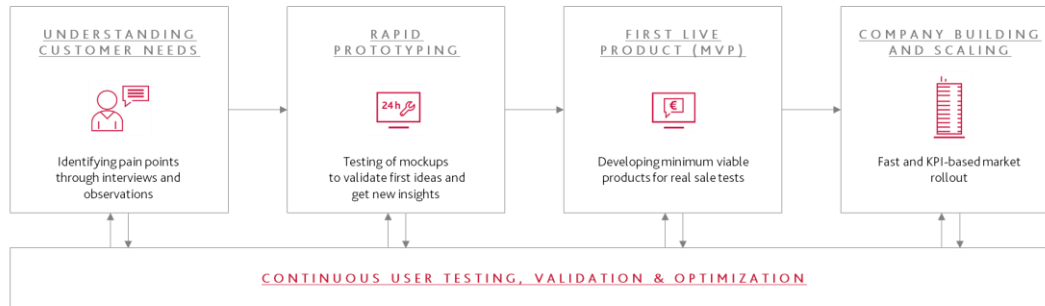 UNDERSTANDING
CUSTOMER NEEDS
Identifying pain points
through interviews and
observations
RAPID
PROTOTYPING
24h
Testing of mockups
to validate first ideas and
get new insights
FIRST LIVE
PRODUCT (MVP)
€
Developing minimum viable
products for real sale tests
COMPANY BUILDING
AND SCALING
Fast and KPI-based market
rollout
CONTINUOUS USER TESTING, VALIDATION & OPTIMIZATION